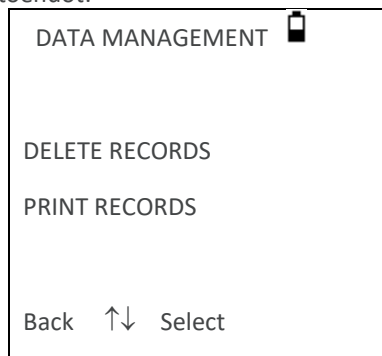 DATA MANAGEMENT
DELETE RECORDS
PRINT RECORDS
Back ↑↓ Select